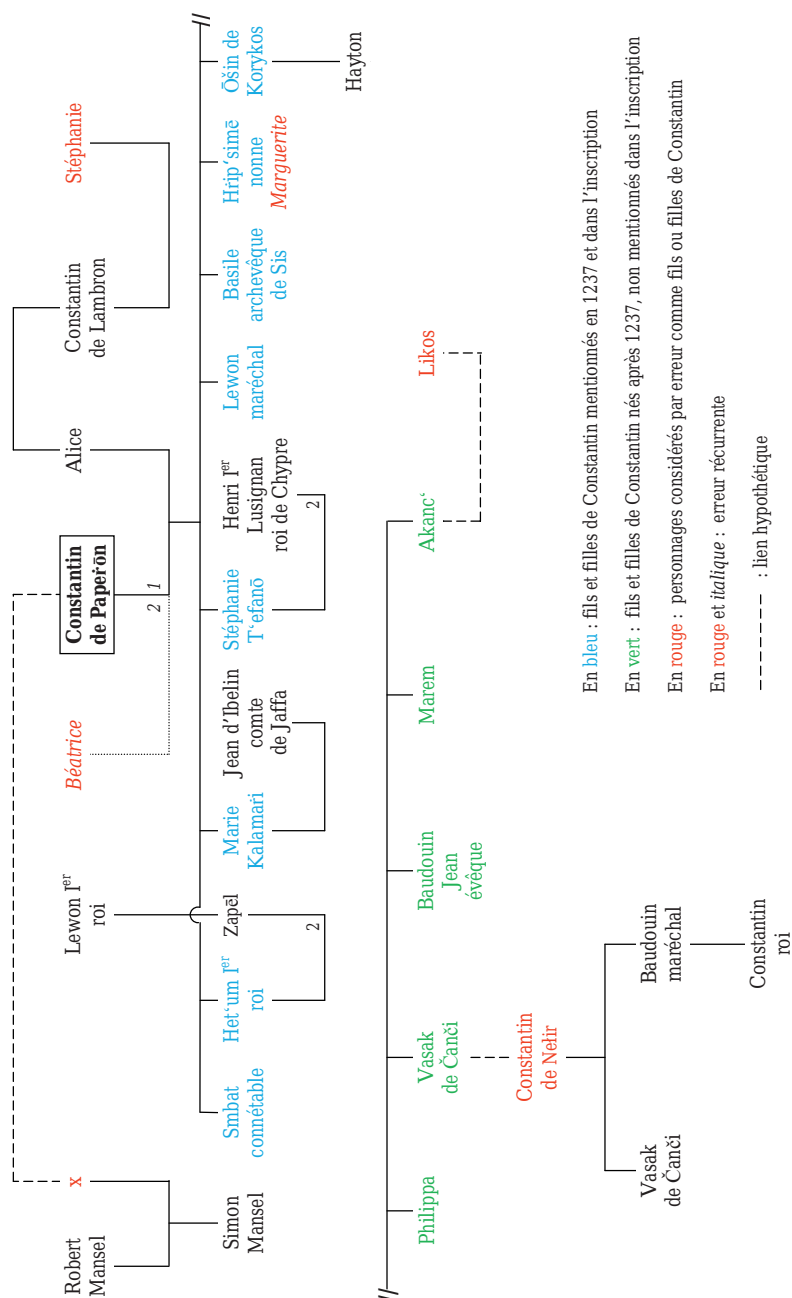 Robert
Mansel
x
Lewon Iᵉʳ
roi
Béatrice
Constantin
de Papeṙōn
Alice
Constantin
de Lambron
Stéphanie
2
1
Simon
Mansel
Smbat
connétable
Het‘um Iᵉʳ
roi
Zapēl
Marie
Kalamaṙi
Jean d’Ibelin
comte
de Jaffa
Stéphanie
T‘efanō
Henri Iᵉʳ
Lusignan
roi de Chypre
Lewon
maréchal
Basile
archevêque
de Sis
Hṙip‘simē
nonne
Marguerite
Ōšin de
Korykos
2
2
Hayton
Philippa
Vasak
de Čanči
Baudouin
Jean
évêque
Marem
Akanc‘
Likos
Constantin
de Nełir
Vasak
de Čanči
Baudouin
maréchal
Constantin
roi
En bleu : fils et filles de Constantin mentionnés en 1237 et dans l’inscription
En vert : fils et filles de Constantin nés après 1237, non mentionnés dans l’inscription
En rouge : personnages considérés par erreur comme fils ou filles de Constantin
En rouge et italique : erreur récurrente
: lien hypothétique